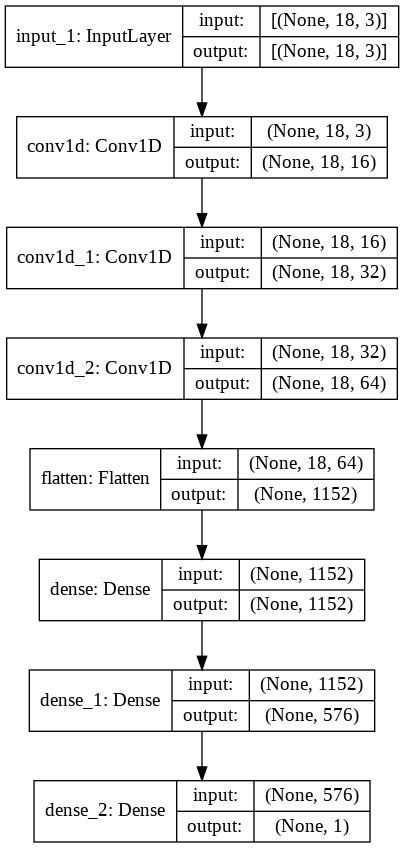 input_1: InputLayer
input: [(None, 18, 3)]
output: [(None, 18, 3)]
conv1d: Conv1D
input: (None, 18, 3)
output: (None, 18, 16)
conv1d_1: Conv1D
input: (None, 18, 16)
output: (None, 18, 32)
conv1d_2: Conv1D
input: (None, 18, 32)
output: (None, 18, 64)
flatten: Flatten
input: (None, 18, 64)
output: (None, 1152)
dense: Dense
input: (None, 1152)
output: (None, 1152)
dense_1: Dense
input: (None, 1152)
output: (None, 576)
dense_2: Dense
input: (None, 576)
output: (None, 1)